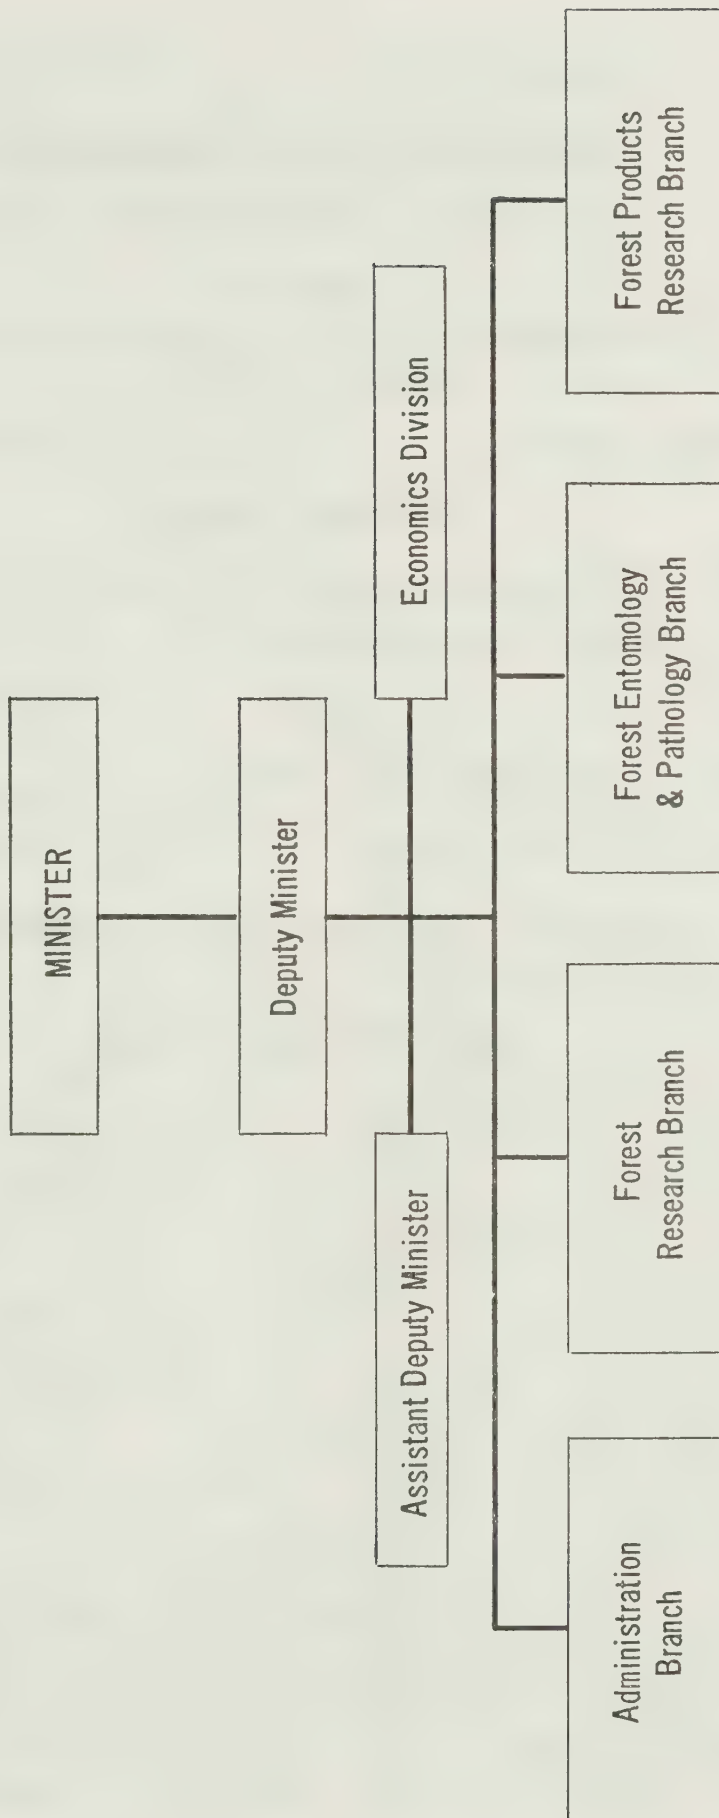 MINISTER
Deputy Minister
Assistant Deputy Minister
Economics Division
Administration
Branch
Forest
Research Branch
Forest Entomology
& Pathology Branch
Forest Products
Research Branch